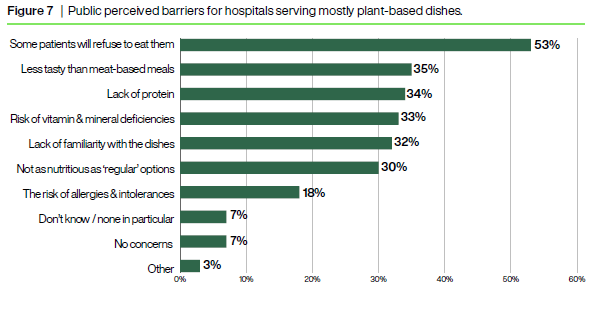 Figure 7 | Public perceived barriers for hospitals serving mostly plant-based dishes.
Some patients will refuse to eat them 53%
Less tasty than meat-based meals 35%
Lack of protein 34%
Risk of vitamin & mineral deficiencies 33%
Lack of familiarity with the dishes 32%
Not as nutritious as ‘regular’ options 30%
The risk of allergies & intolerances 18%
Don't know / none in particular 7%
No concerns 7%
Other 3%
0% 10% 20% 30% 40% 50% 60%